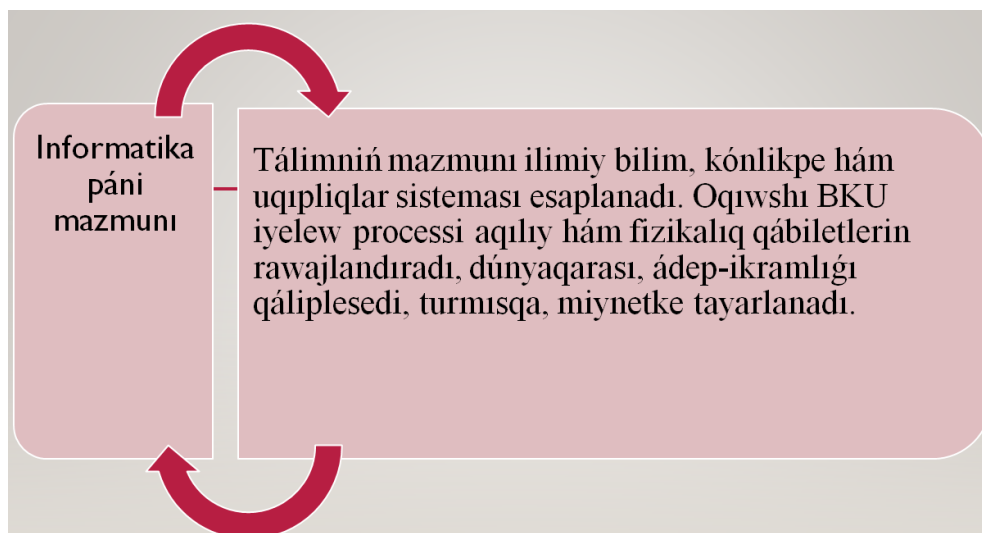 Informatika
páni
mazmunı
Tálimniń mazmunı ilimiy bilim, kónlikpe hám
uqıplıqlar sisteması esaplanadı. Oqıwshı BKU
iyelew processi aqılıy hám fizikalıq qábiletlerin
rawajlandıradı, dúnyaqarası, ádep-ikramlıǵı
qáliplesedi, turmısqa, miynetke tayarlanadı.